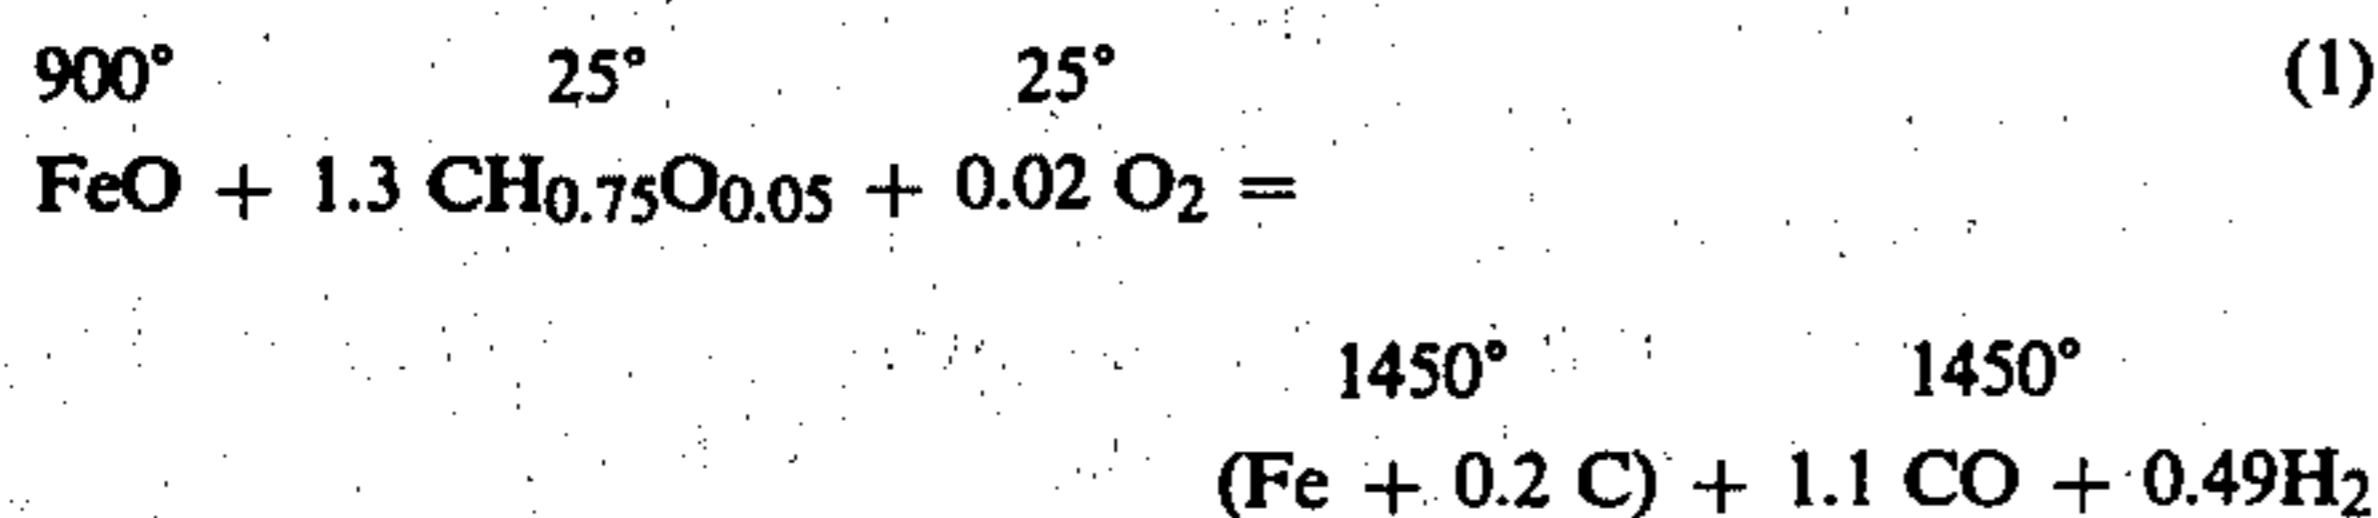 900° 25° 25° (1)
FeO + 1.3 CH0.75O0.05 + 0.02 O2 =
1450° 1450°
(Fe + 0.2 C) + 1.1 CO + 0.49H2